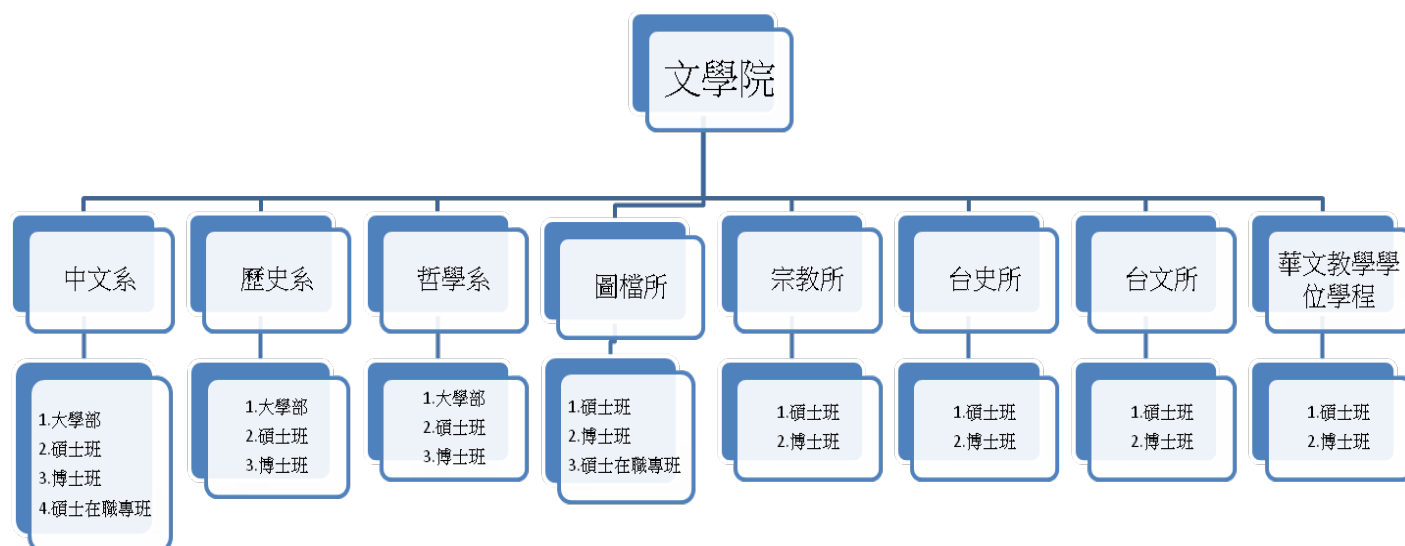 文學院
中文系
歷史系
哲學系
圖檔所
宗教所
台史所
台文所
華文教學學
位學程
1.大學部
2.碩士班
3.博士班
4.碩士在職專班
1.大學部
2.碩士班
3.博士班
1.大學部
2.碩士班
3.博士班
1.碩士班
2.博士班
3.碩士在職專班
1.碩士班
2.博士班
1.碩士班
2.博士班
1.碩士班
2.博士班
1.碩士班
2.博士班